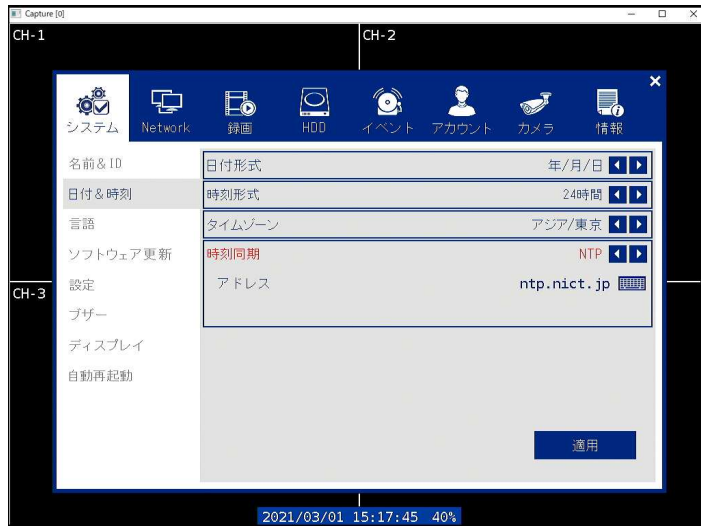 Capture [0]
CH-1
CH-2
システム
Network
録画
HDD
イベント
アカウント
カメラ
情報
名前&ID
日付&時刻
言語
ソフトウェア更新
設定
ブザー
ディスプレイ
自動再起動
日付形式 年/月/日
時刻形式 24時間
タイムゾーン アジア/東京
時刻同期 NTP
アドレス ntp.nict.jp
CH-3
適用
2021/03/01 15:17:45 40%